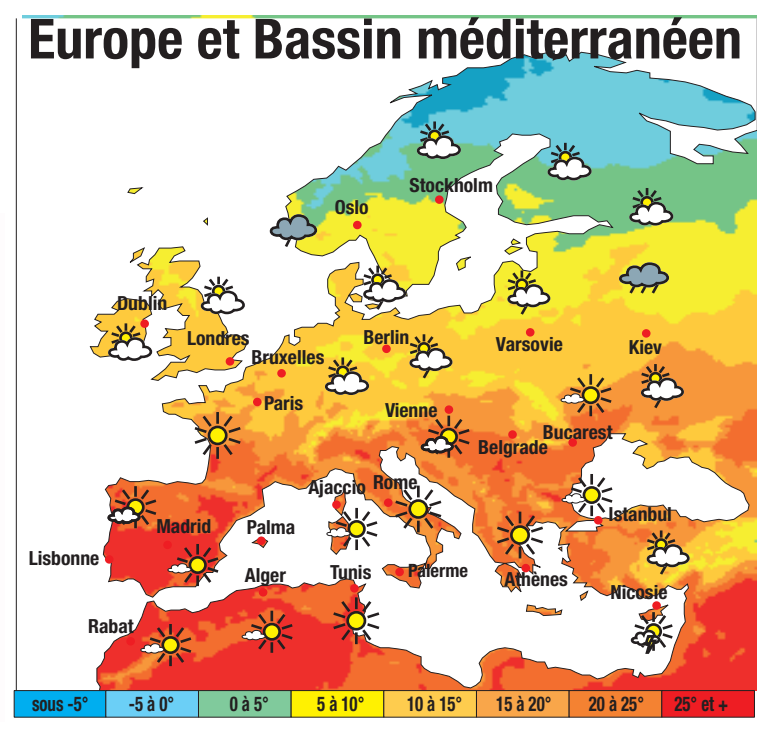 Europe et Bassin méditerranéen
Stockholm
Oslo
Dublin
Londres
Berlin
Varsovie
Kiev
Bruxelles
Paris
Vienne
Bucarest
Belgrade
Ajaccio
Rome
Istanbul
Madrid
Palma
Lisbonne
Alger
Tunis
Palerme
Athènes
Nicosie
Rabat
sous -5° -5 à 0° 0 à 5° 5 à 10° 10 à 15° 15 à 20° 20 à 25° 25° et +